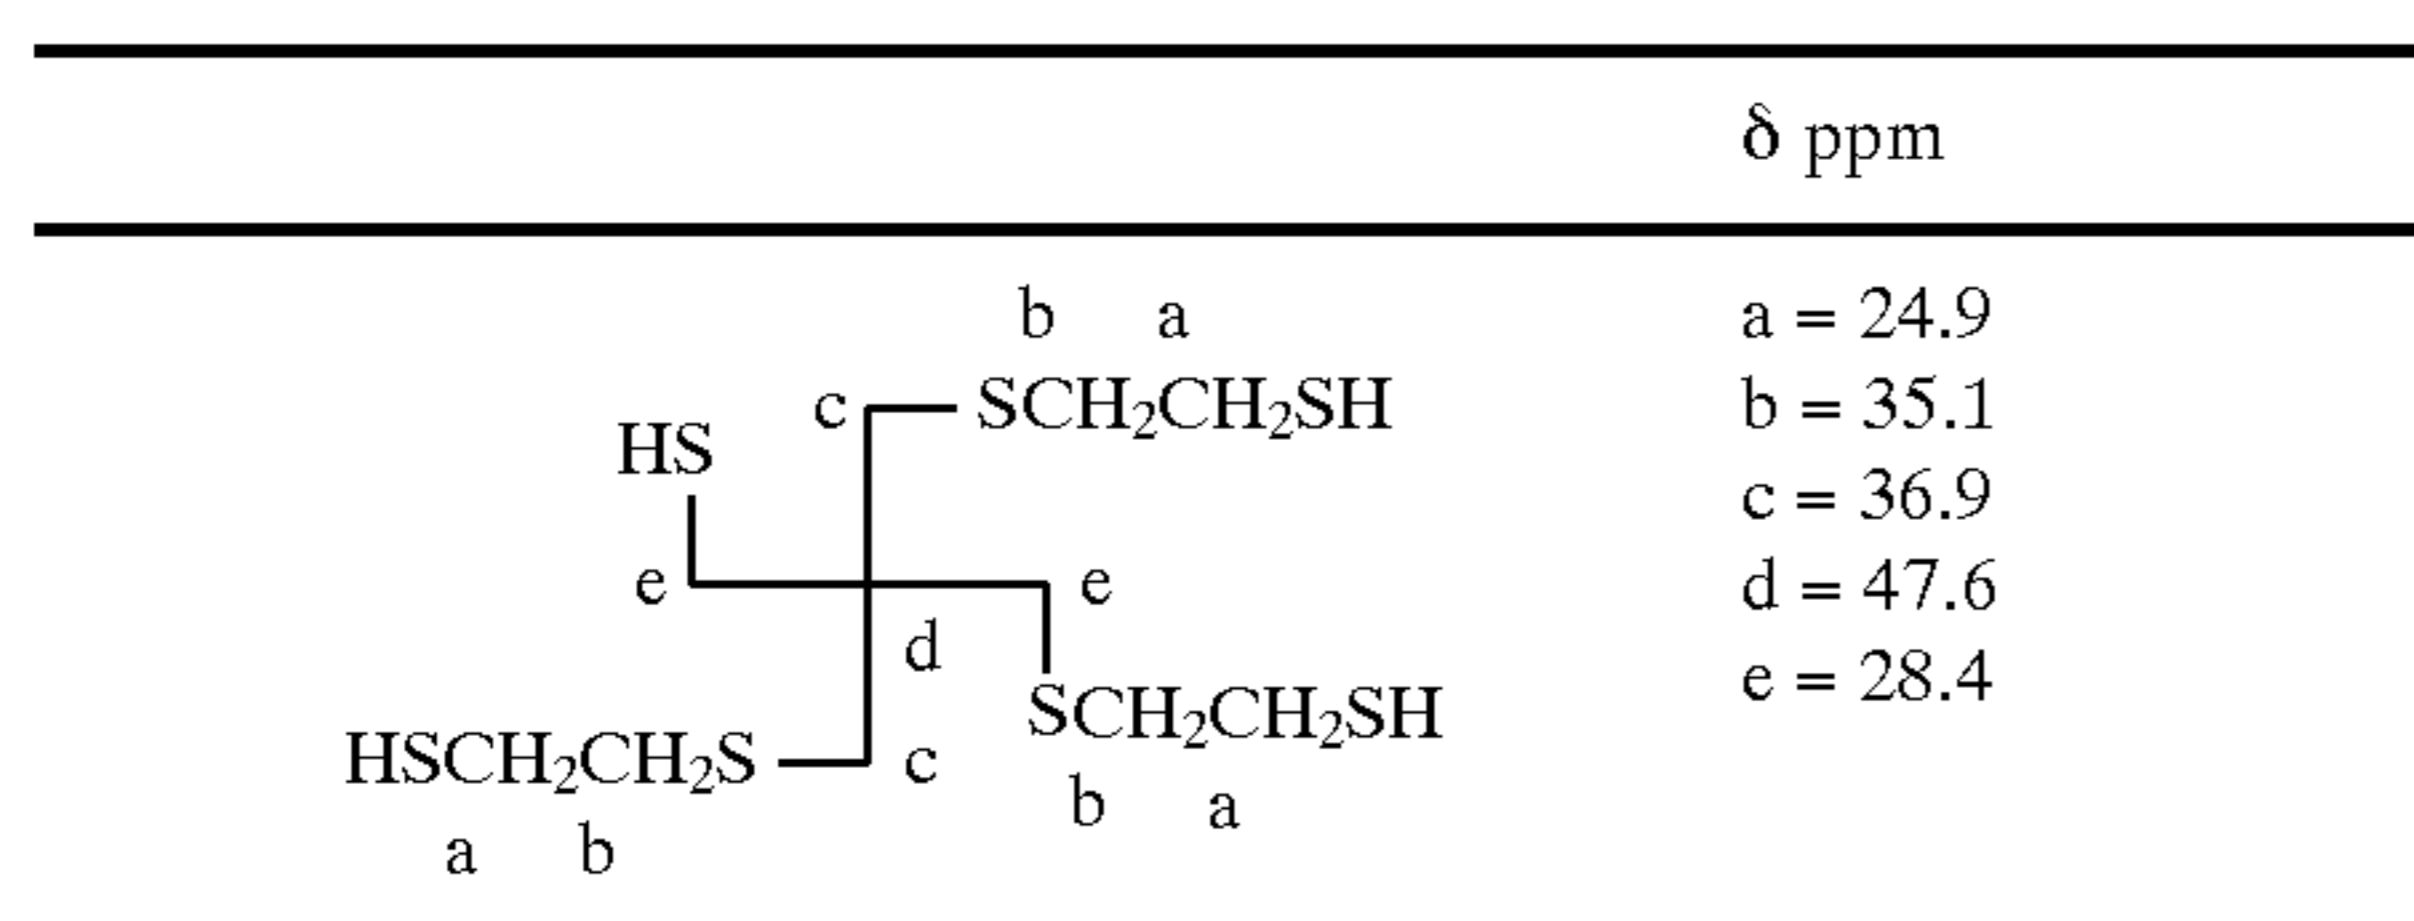 δ ppm
b a
a = 24.9
c SCH₂CH₂SH
b = 35.1
HS
c = 36.9
e e
d = 47.6
d
e = 28.4
SCH₂CH₂SH
HSCH₂CH₂S c
b a
a b